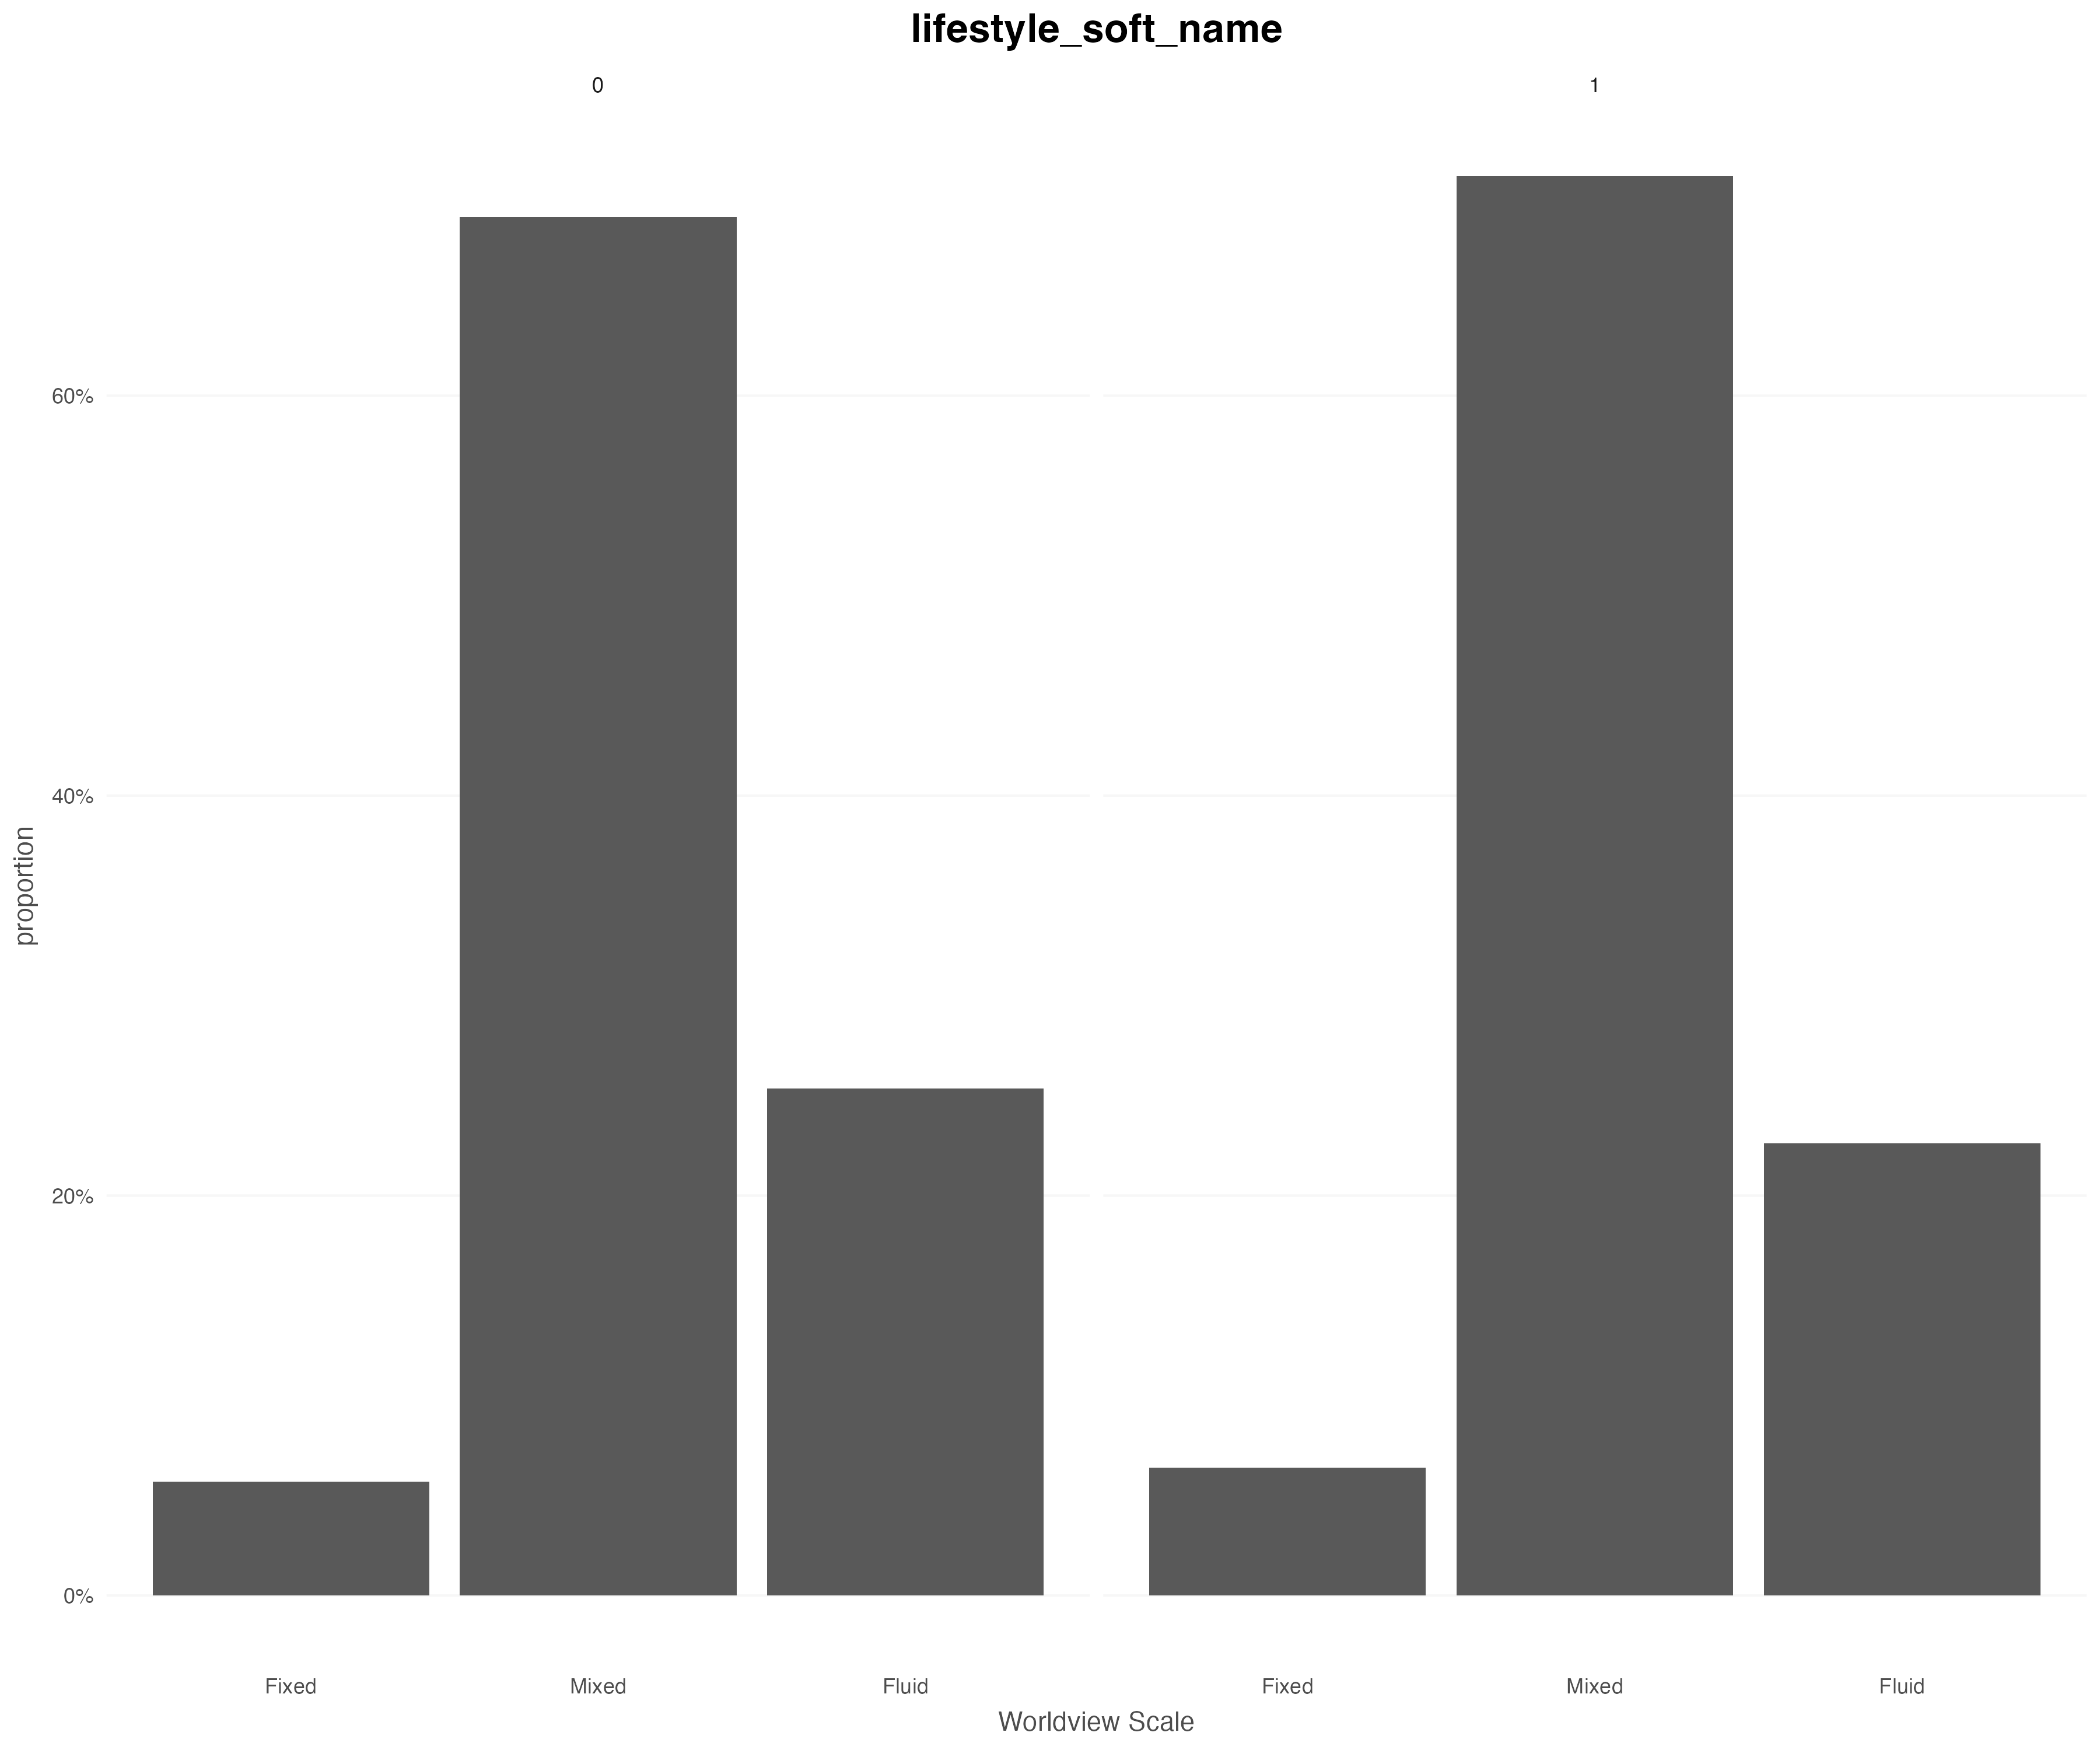 lifestyle_soft_name
0
1
60%
40%
20%
0%
proportion
Fixed
Mixed
Fluid
Fixed
Mixed
Fluid
Worldview Scale